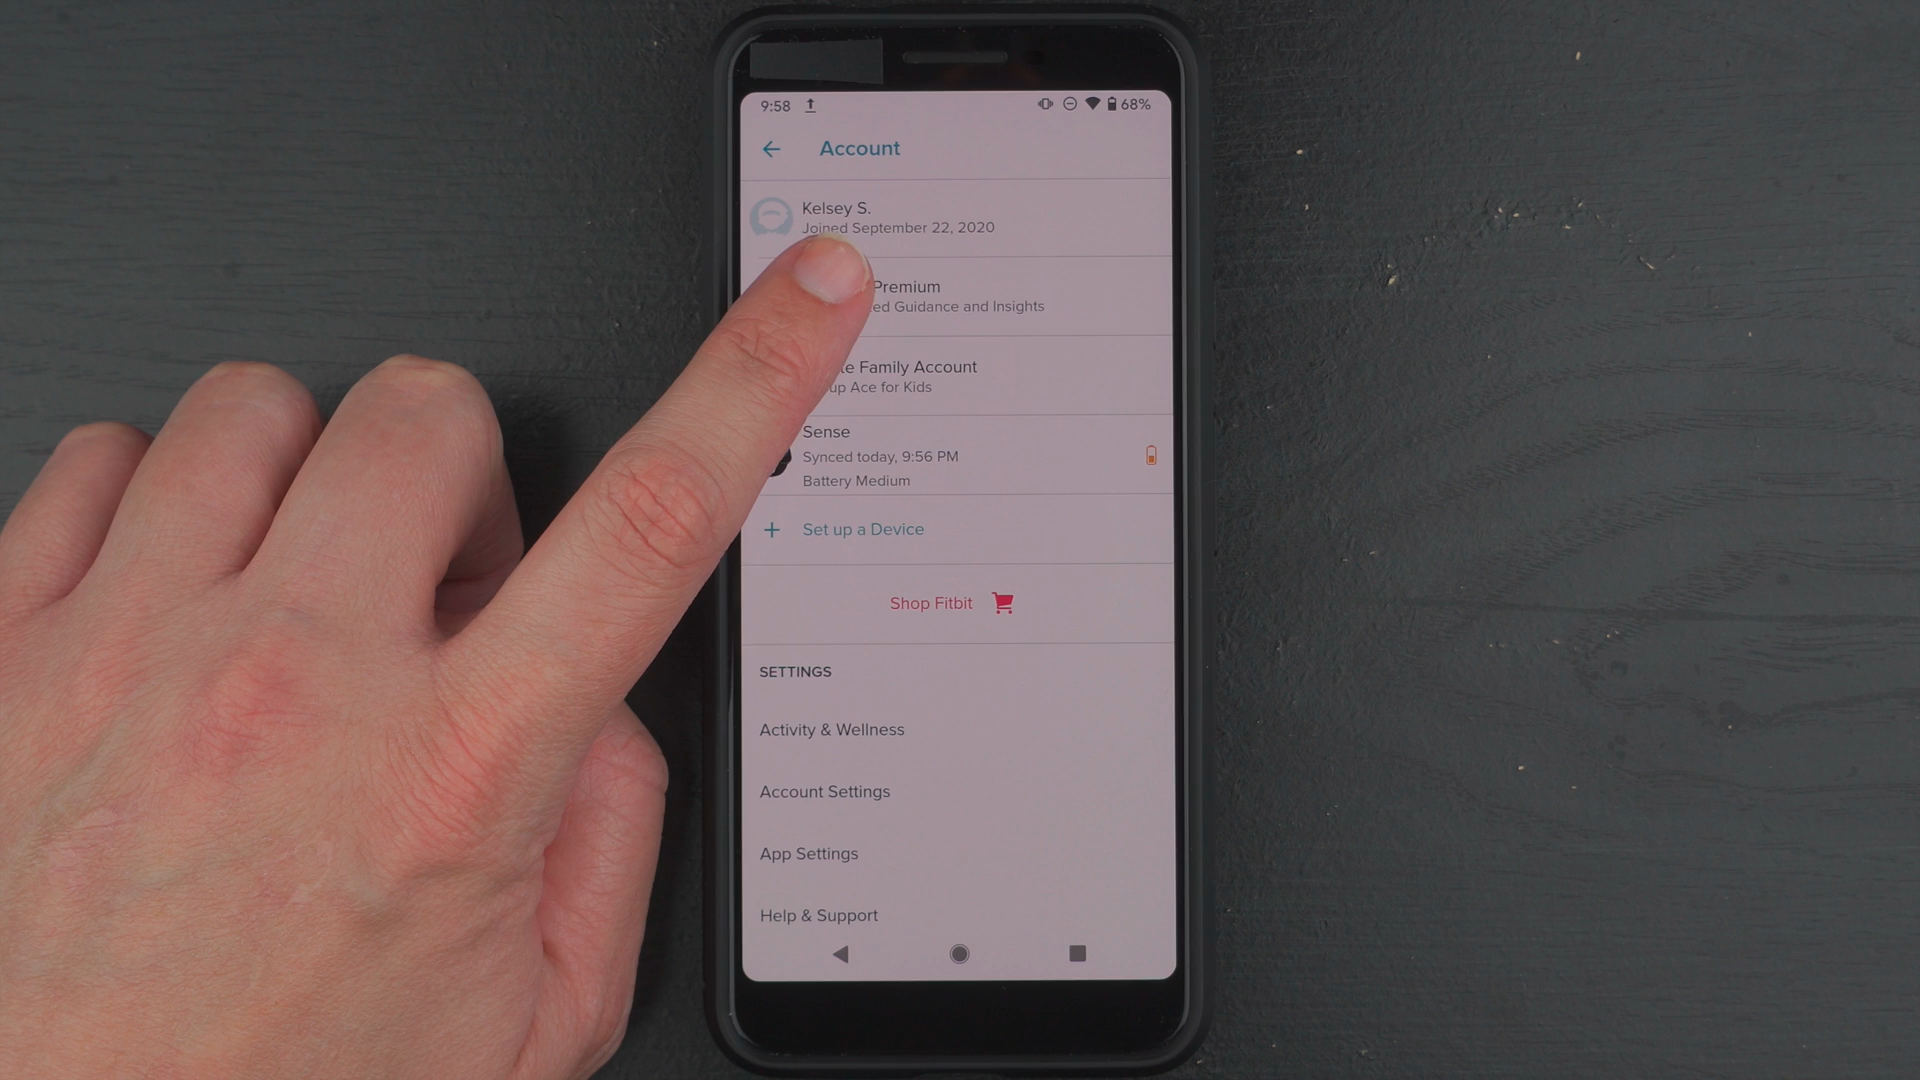 9:58 68%
Account
Kelsey S.
Joined September 22, 2020
Premium
Guidance and Insights
Family Account
up Ace for Kids
Sense
Synced today, 9:56 PM
Battery Medium
+ Set up a Device
Shop Fitbit
SETTINGS
Activity & Wellness
Account Settings
App Settings
Help & Support